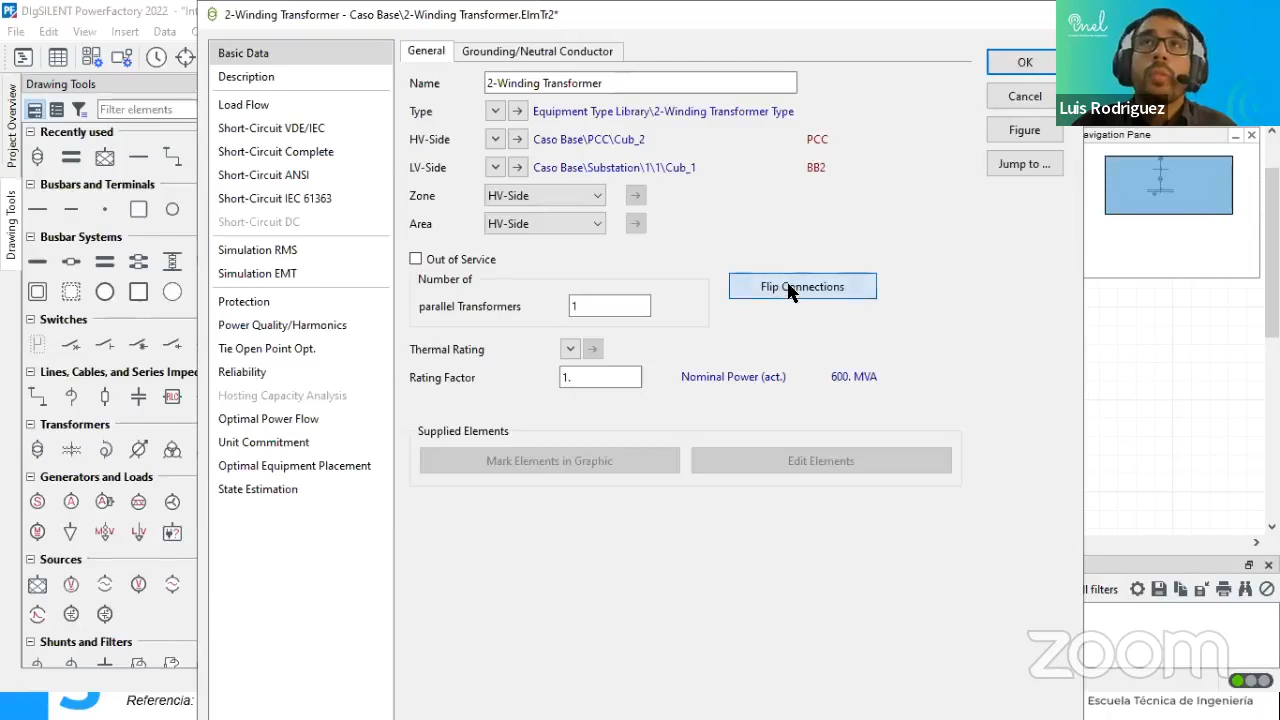 DIgSILENT PowerFactory 2022 - "Int
File Edit View Insert Data
Drawing Tools
Project Overview
Drawing Tools
Filter elements
Recently used
Busbars and Terminals
Busbar Systems
Switches
Lines, Cables, and Series Impec
Transformers
Generators and Loads
Sources
Shunts and Filters
Referencia:
2-Winding Transformer - Caso Base\2-Winding Transformer.ElmTr2*
Basic Data
Description
Load Flow
Short-Circuit VDE/IEC
Short-Circuit Complete
Short-Circuit ANSI
Short-Circuit IEC 61363
Short-Circuit DC
Simulation RMS
Simulation EMT
Protection
Power Quality/Harmonics
Tie Open Point Opt.
Reliability
Hosting Capacity Analysis
Optimal Power Flow
Unit Commitment
Optimal Equipment Placement
State Estimation
General Grounding/Neutral Conductor
Name 2-Winding Transformer
Type Equipment Type Library\2-Winding Transformer Type
HV-Side Caso Base\PCC\Cub_2 PCC
LV-Side Caso Base\Substation\1\1\Cub_1 BB2
Zone HV-Side
Area HV-Side
Out of Service
Number of
parallel Transformers 1
Flip Connections
Thermal Rating
Rating Factor 1. Nominal Power (act.) 600. MVA
Supplied Elements
Mark Elements in Graphic Edit Elements
OK
Cancel
Figure
Jump to ...
inel
Luis Rodriguez
avigation Pane
ll filters
zoom
Escuela Técnica de Ingeniería